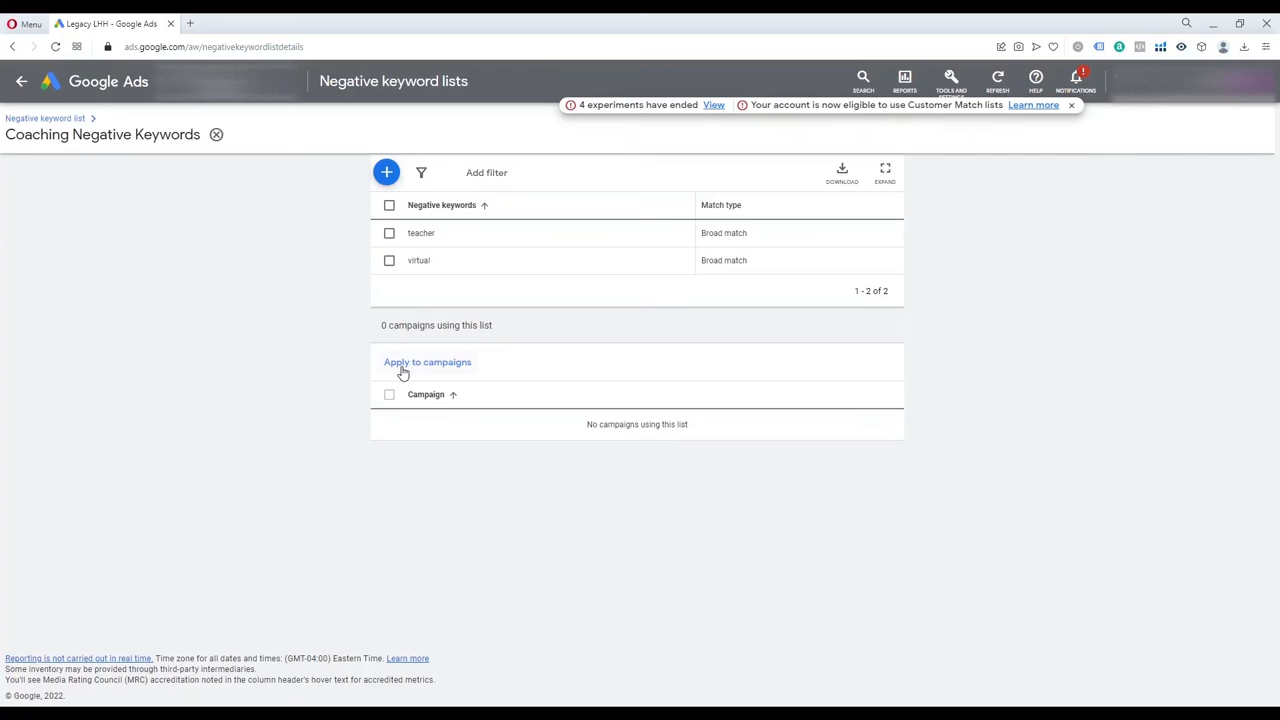 Menu
Legacy LHH - Google Ads
ads.google.com/aw/negativekeywordlistdetails
Google Ads
Negative keyword lists
SEARCH
REPORTS
TOOLS AND
SETTINGS
REFRESH
HELP
NOTIFICATIONS
4 experiments have ended View
Your account is now eligible to use Customer Match lists Learn more
Negative keyword list
Coaching Negative Keywords
Add filter
DOWNLOAD
EXPAND
Negative keywords
Match type
teacher
Broad match
virtual
Broad match
1 - 2 of 2
0 campaigns using this list
Apply to campaigns
Campaign
No campaigns using this list
Reporting is not carried out in real time. Time zone for all dates and times: (GMT-04:00) Eastern Time. Learn more
Some inventory may be provided through third-party intermediaries.
You'll see Media Rating Council (MRC) accreditation noted in the column header's hover text for accredited metrics.
© Google, 2022.